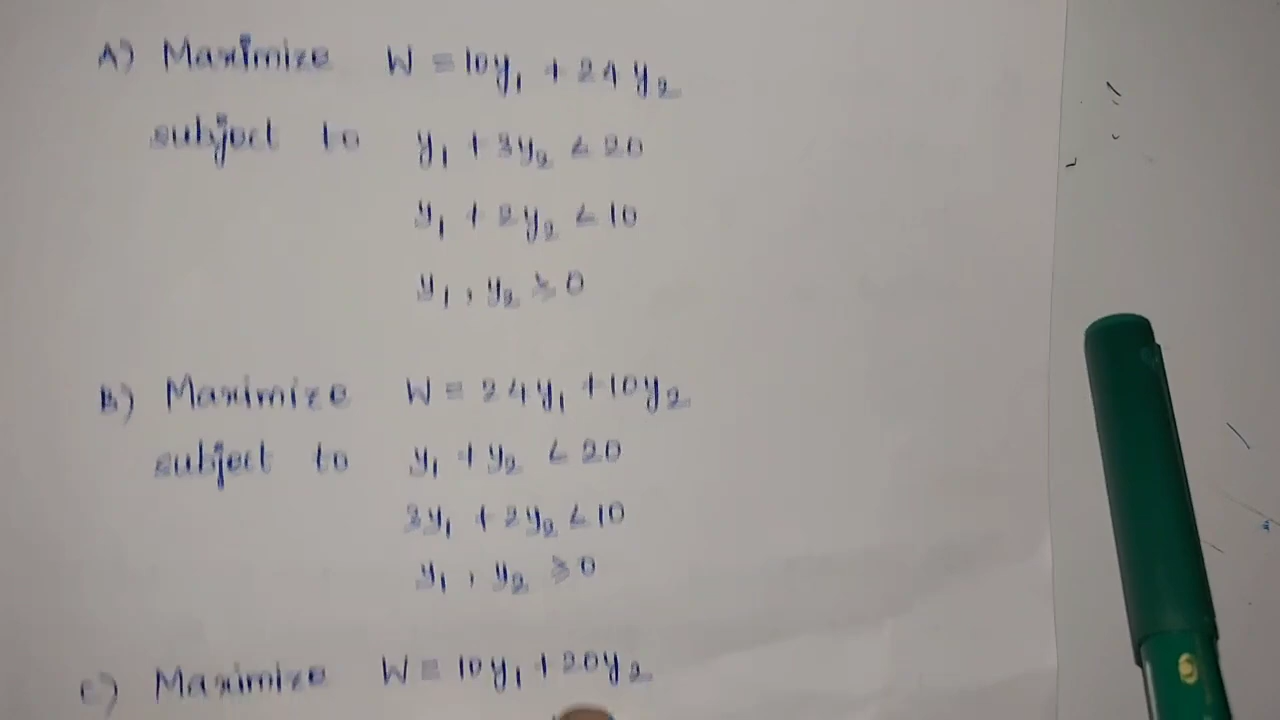 A) Maximize W = 10y₁ + 24y₂
subject to y₁ + 3y₂ < 20
y₁ + 2y₂ < 10
y₁, y₂ ≥ 0
B) Maximize W = 24y₁ + 10y₂
subject to y₁ + y₂ < 20
3y₁ + 2y₂ < 10
y₁, y₂ ≥ 0
C) Maximize W = 10y₁ + 20y₂